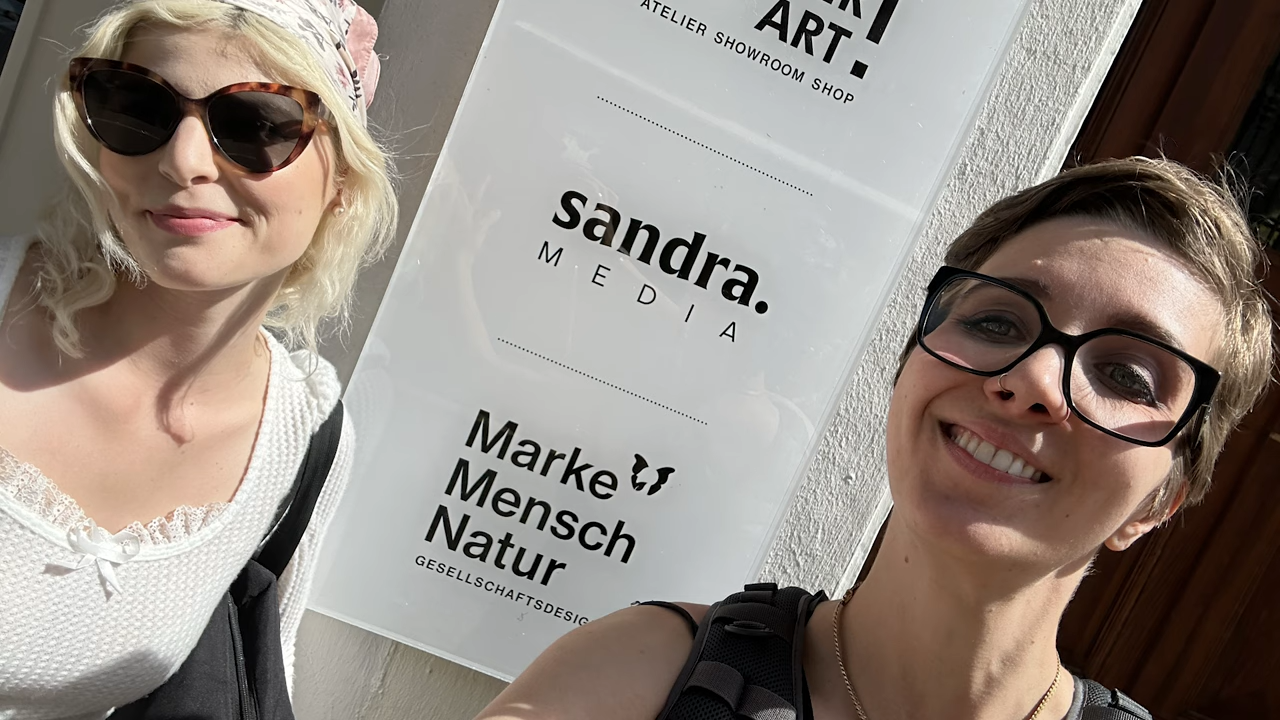 ART!
ATELIER SHOWROOM SHOP
sandra.
MEDIA
Marke
Mensch
Natur